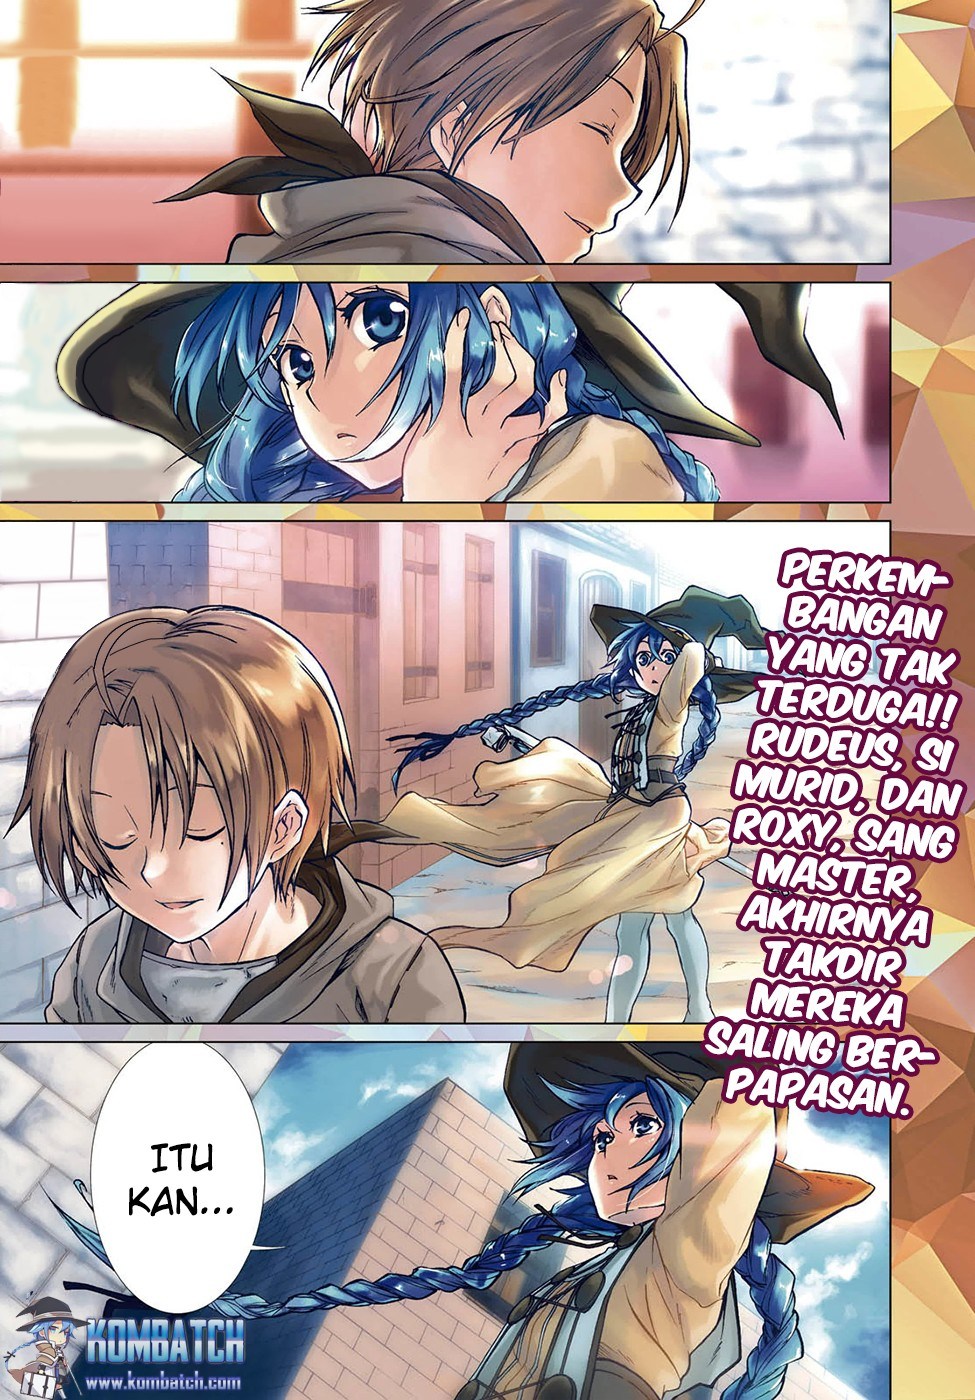 PERKEM-
BANGAN
YANG TAK
TERDUGA!!
RUDEUS, SI
MURID, DAN
ROXY, SANG
MASTER,
AKHIRNYA
TAKDIR
MEREKA
SALING BER-
PAPASAN.
ITU
KAN...
KOMBATCH
www.kombatch.com